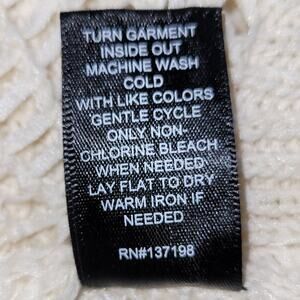 TURN GARMENT
INSIDE OUT
MACHINE WASH
COLD
WITH LIKE COLORS
GENTLE CYCLE
ONLY NON-
CHLORINE BLEACH
WHEN NEEDED
LAY FLAT TO DRY
WARM IRON IF
NEEDED
RN#137198